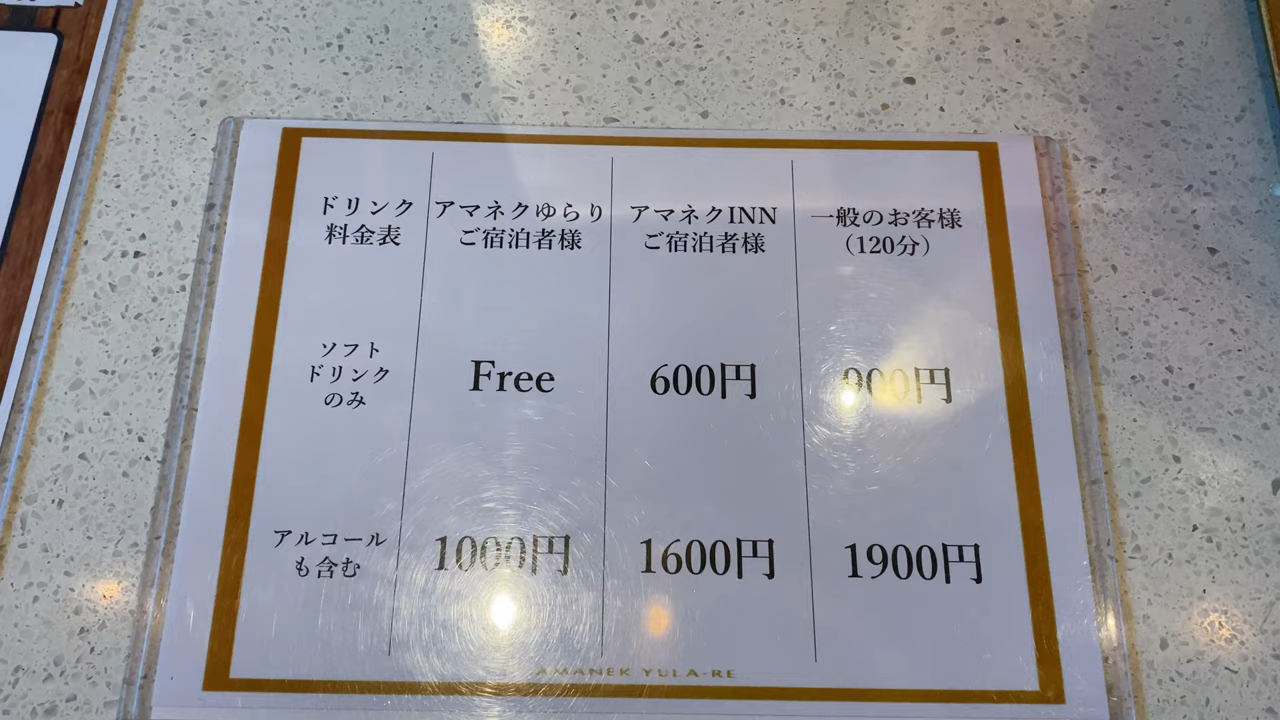 ドリンク
料金表
アマネクゆらり
ご宿泊者様
アマネクINN
ご宿泊者様
一般のお客様
（120分）
ソフト
ドリンク
のみ
Free
600円
900円
アルコール
も含む
1000円
1600円
1900円
AMANEK YULA-RE